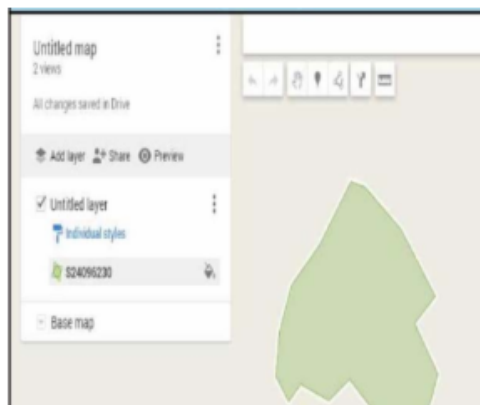 Untitled map
2 views
All changes saved in Drive
Add layer Share Preview
Untitled layer
Individual styles
S24096230
Base map